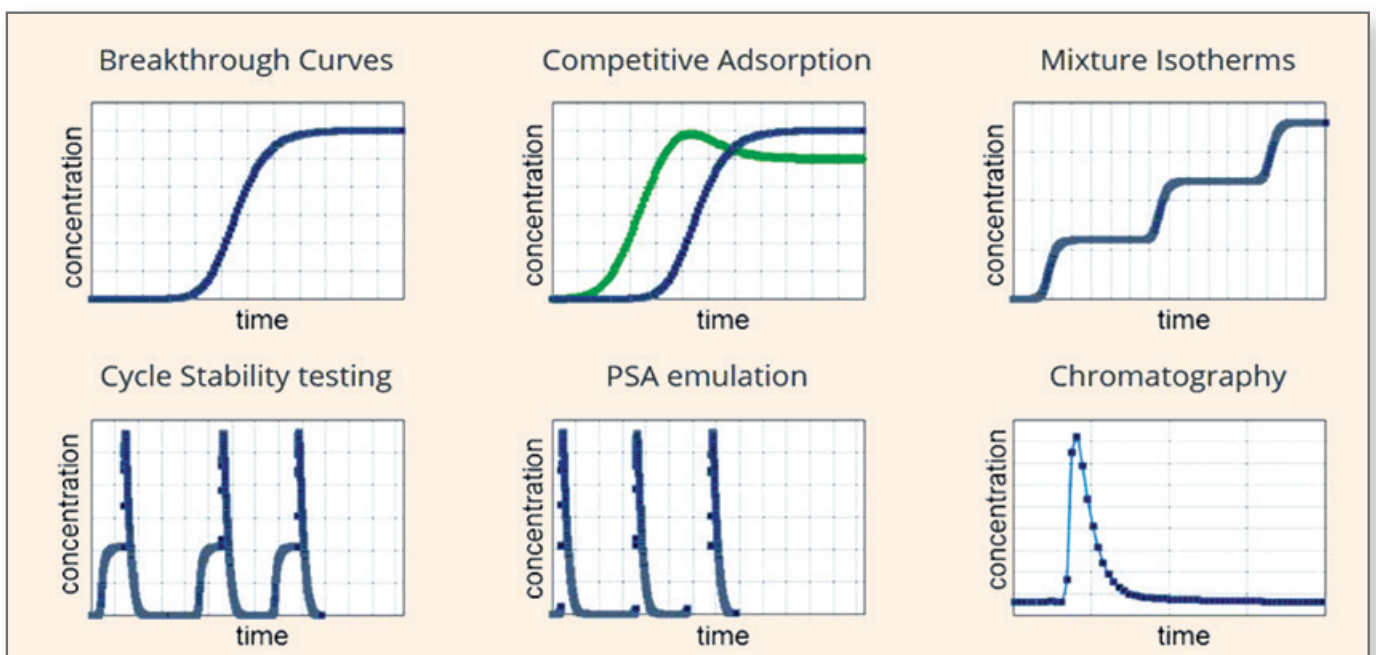 Breakthrough Curves
concentration
time
Competitive Adsorption
concentration
time
Mixture Isotherms
concentration
time
Cycle Stability testing
concentration
time
PSA emulation
concentration
time
Chromatography
concentration
time